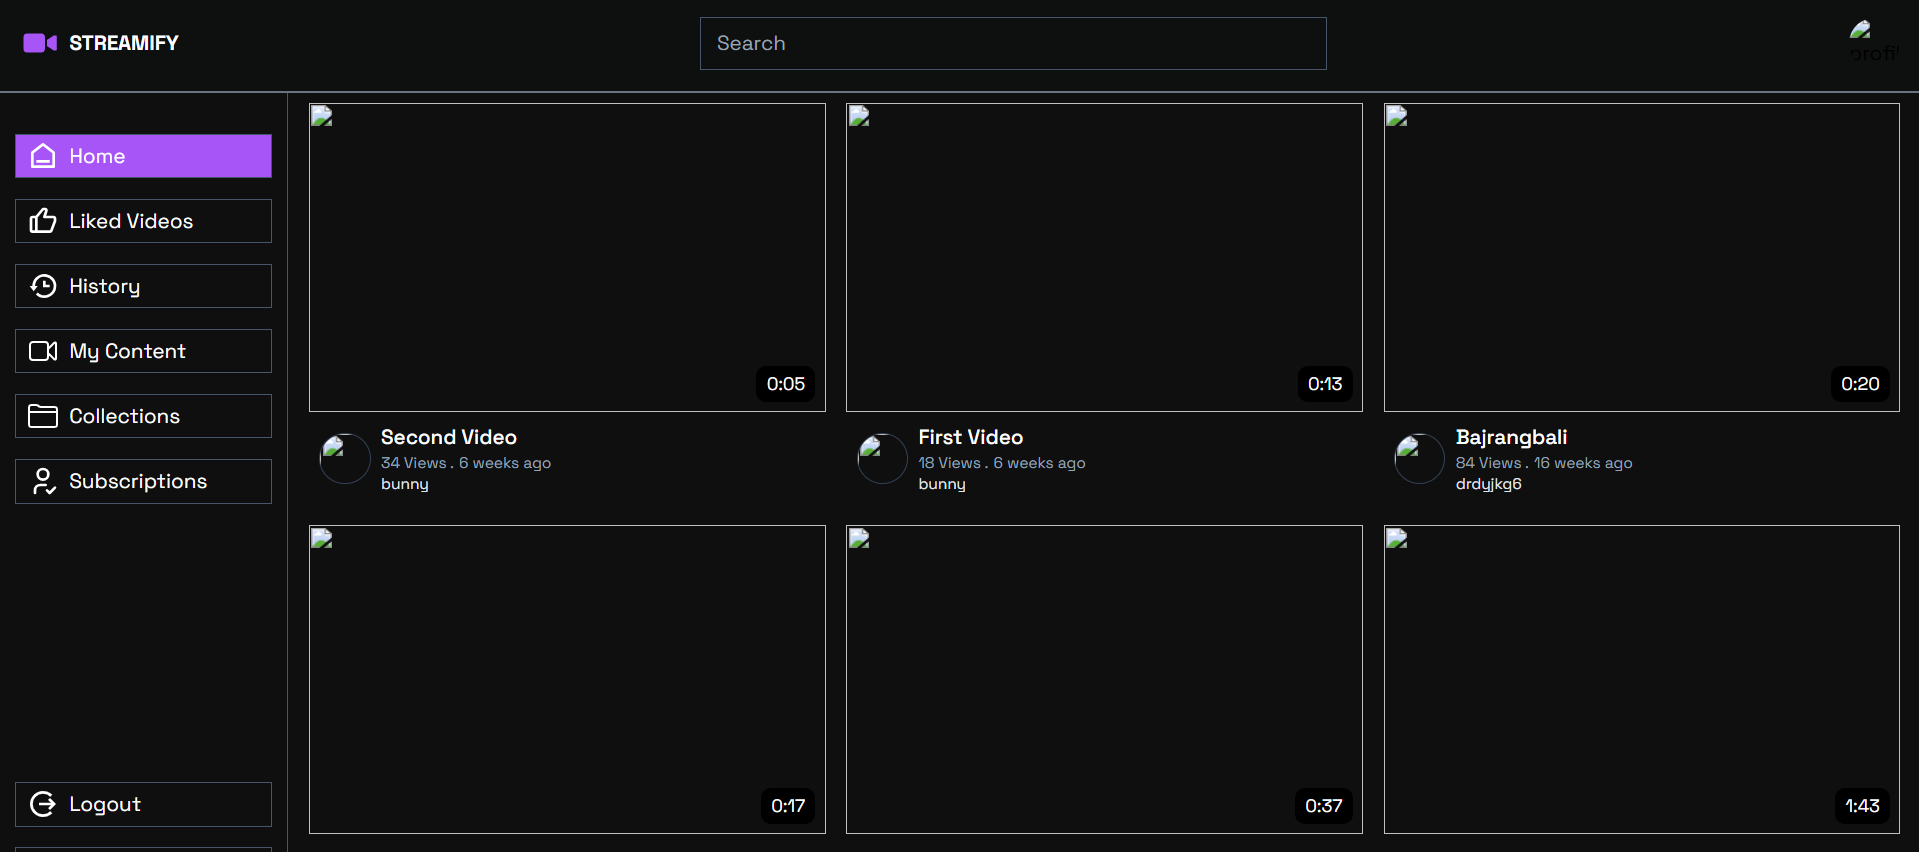 STREAMIFY
Search
profi
Home
Liked Videos
History
My Content
Collections
Subscriptions
Logout
0:05
0:13
0:20
Second Video
34 Views . 6 weeks ago
bunny
First Video
18 Views . 6 weeks ago
bunny
Bajrangbali
84 Views . 16 weeks ago
drdyjkg6
0:17
0:37
1:43